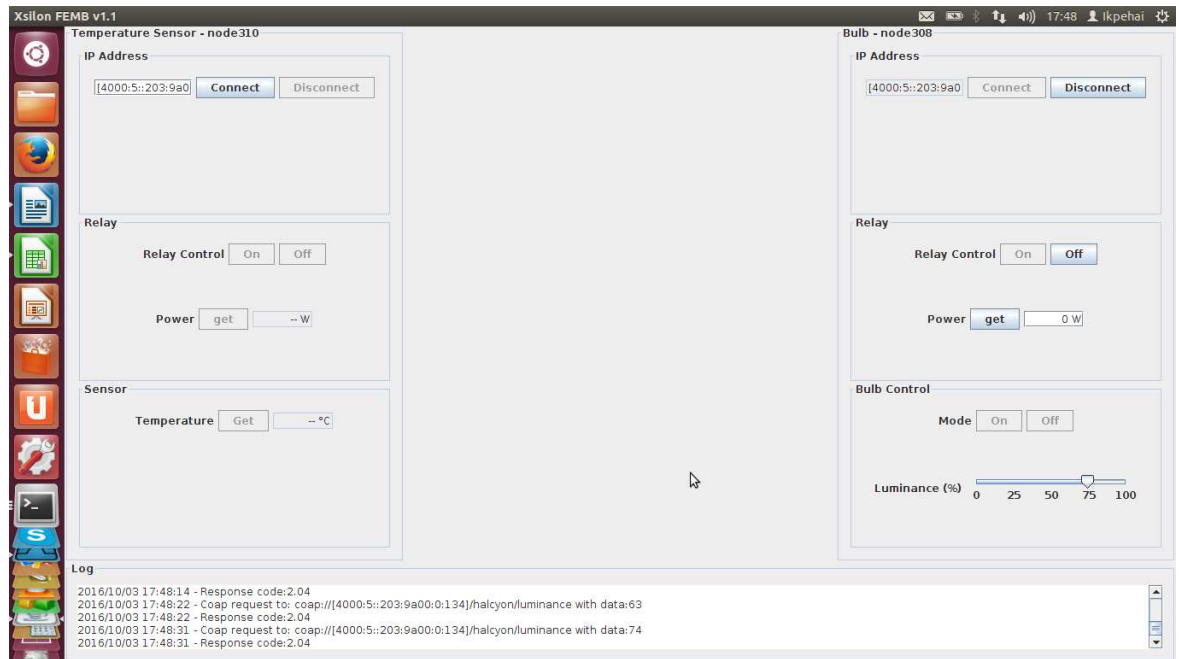 Xsilon FEMB v1.1
17:48 Ikpehai
Temperature Sensor - node310
IP Address
[4000:5::203:9a0 Connect Disconnect
Relay
Relay Control On Off
Power get -- W
Sensor
Temperature Get -- °C
Bulb - node308
IP Address
[4000:5::203:9a0 Connect Disconnect
Relay
Relay Control On Off
Power get 0 W
Bulb Control
Mode On Off
Luminance (%)
0 25 50 75 100
Log
2016/10/03 17:48:14 - Response code:2.04
2016/10/03 17:48:22 - Coap request to: coap://[4000:5::203:9a00:0:134]/halcyon/luminance with data:63
2016/10/03 17:48:22 - Response code:2.04
2016/10/03 17:48:31 - Coap request to: coap://[4000:5::203:9a00:0:134]/halcyon/luminance with data:74
2016/10/03 17:48:31 - Response code:2.04